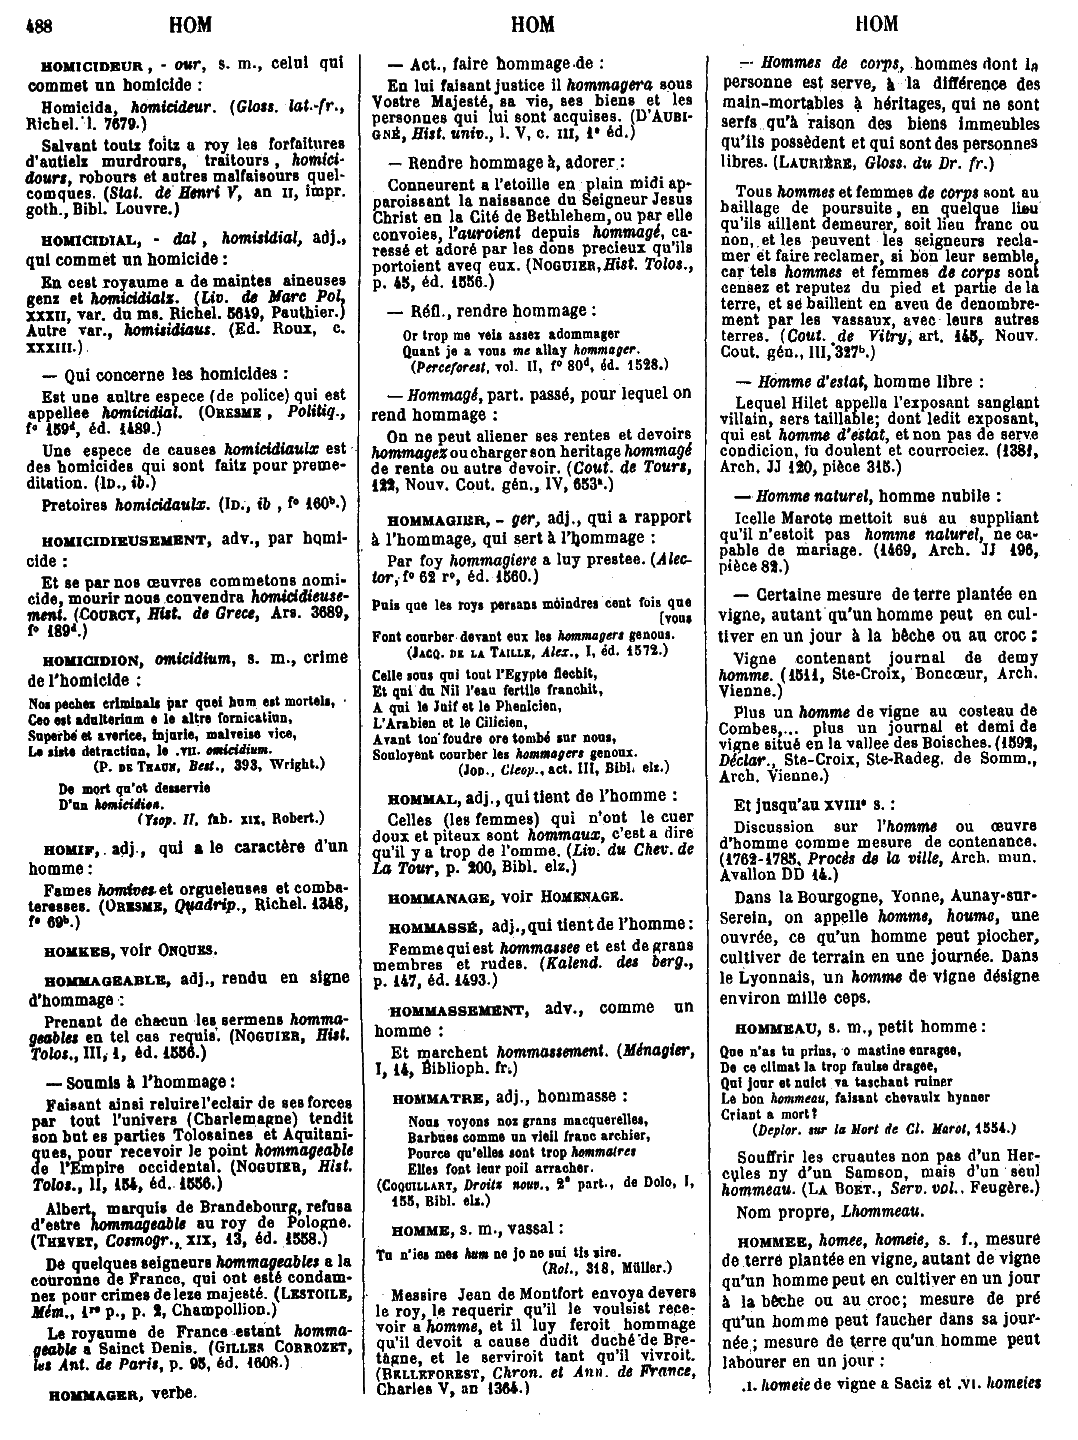 488 HOM HOM HOM
HOMICIDEUR, - our, s. m., celui qui
commet un homicide :
Homicida, homicideur. (Gloss. lat.-fr.,
Richel. l. 7679.)
Salvant toutz foitz a roy les forfaitures
d'autielz murdrours, traitours, homici-
dours, robours et autres malfaisours quel-
comques. (Stat. de Henri V, an II, impr.
goth., Bibl. Louvre.)
HOMICIDIAL, - dal, homisidial, adj.,
qui commet un homicide :
En cest royaume a de maintes aineuses
genz et homicidialz. (Liv. de Marc Pol,
XXXII, var. du ms. Richel. 5649, Pauthier.)
Autre var., homisidiaus. (Ed. Roux, c.
XXXIII.)
— Qui concerne les homicides :
Est une aultre espece (de police) qui est
appellee homicidial. (ORESME, Politiq.,
f° 159d, éd. 1489.)
Une espece de causes homicidiaulx est
des homicides qui sont faitz pour preme-
ditation. (ID., ib.)
Pretoires homicidaulx. (ID., ib, f° 160b.)
HOMICIDIEUSEMENT, adv., par homi-
cide :
Et se par nos œuvres commetons nomi-
cide, mourir nous convendra homicidieuse-
ment. (COURCY, Hist. de Grece, Ars. 3689,
f° 189d.)
HOMICIDION, omicidium, s. m., crime
de l'homicide :
Nos pechez criminals par quei hum est mortels,
Ceo est adulterium e le altre fornicatiun,
Superbe et averice, injurie, malveise vice,
Le siste detractiun, le .VII. omicidium.
(P. DE THAUN, Best., 393, Wright.)
De mort qu'ot desservie
D'un homicidion.
(Ysop. II, fab. XIX, Robert.)
HOMIF, adj., qui a le caractère d'un
homme :
Fames homives et orgueleuses et comba-
teresses. (ORESME, Quadrip., Richel. 1348,
f° 69b.)
HOMKES, voir ONQUES.
HOMMAGEABLE, adj., rendu en signe
d'hommage :
Prenant de chacun les sermens homma-
geables en tel cas requis. (NOGUIER, Hist.
Tolos., III, 1, éd. 1556.)
— Soumis à l'hommage :
Faisant ainsi reluire l'eclair de ses forces
par tout l'univers (Charlemagne) tendit
son but es parties Tolosaines et Aquitani-
ques, pour recevoir le point hommageable
de l'Empire occidental. (NOGUIER, Hist.
Tolos., II, 154, éd. 1556.)
Albert, marquis de Brandebourg, refusa
d'estre hommageable au roy de Pologne.
(THEVET, Cosmogr., XIX, 13, éd. 1558.)
De quelques seigneurs hommageables a la
couronne de France, qui ont esté condam-
nez pour crimes de leze majesté. (LESTOILE,
Mém., 1re p., p. 2, Champollion.)
Le royaume de France estant homma-
geable a Sainct Denis. (GILLES CORROZET,
les Ant. de Paris, p. 95, éd. 1608.)
HOMMAGER, verbe.
— Act., faire hommage de :
En lui faisant justice il hommagera sous
Vostre Majesté, sa vie, ses biens et les
personnes qui lui sont acquises. (D'AUBI-
GNÉ, Hist. univ., l. V, c. III, 1e éd.)
— Rendre hommage à, adorer :
Conneurent a l'etoille en plain midi ap-
paroissant la naissance du Seigneur Jesus
Christ en la Cité de Bethlehem, ou par elle
convoies, l'auroient depuis hommagé, ca-
ressé et adoré par les dons precieux qu'ils
portoient aveq eux. (NOGUIER, Hist. Tolos.,
p. 45, éd. 1556.)
— Réfl., rendre hommage :
Or trop me veis assez adommager
Quant je a vous me allay hommager.
(Perceforest, vol. II, f° 80d, éd. 1528.)
— Hommagé, part. passé, pour lequel on
rend hommage :
On ne peut aliener ses rentes et devoirs
hommagez ou charger son heritage hommagé
de rente ou autre devoir. (Cout. de Tours,
122, Nouv. Cout. gén., IV, 653a.)
HOMMAGIER, - ger, adj., qui a rapport
à l'hommage, qui sert à l'hommage :
Par foy hommagiere a luy prestee. (Alec-
tor, f° 62 r°, éd. 1560.)
Puis que les roys persans moindres cent fois que
[vous
Font courber devant eux les hommagers genous.
(JACQ. DE LA TAILLE, Alex., I, éd. 1572.)
Celle sous qui tout l'Egypte flechit,
Et qui du Nil l'eau fertile franchit,
A qui le Juif et le Phenicien,
L'Arabien et le Cilicien,
Avant ton foudre ore tombé sur nous,
Souloyent courber les hommagers genoux.
(JOD., Cleop., act. III, Bibl. elz.)
HOMMAL, adj., qui tient de l'homme :
Celles (les femmes) qui n'ont le cuer
doux et piteux sont hommaux, c'est a dire
qu'il y a trop de l'omme. (Liv. du Chev. de
La Tour, p. 200, Bibl. elz.)
HOMMANAGE, voir HOMENAGE.
HOMMASSÉ, adj., qui tient de l'homme :
Femme qui est hommassee et est de grans
membres et rudes. (Kalend. des berg.,
p. 147, éd. 1493.)
HOMMASSEMENT, adv., comme un
homme :
Et marchent hommassement. (Ménagier,
I, 14, Biblioph. fr.)
HOMMATRE, adj., hommasse :
Nous voyons noz grans macquerelles,
Barbues comme un vieil franc archier,
Pource qu'elles sont trop hommatres
Elles font leur poil arracher.
(COQUILLART, Droitz nouv., 2e part., de Dolo, I,
155, Bibl. elz.)
HOMME, s. m., vassal :
Tu n'ies mes hum ne jo ne sui tis sire.
(Rol., 318, Müller.)
Messire Jean de Montfort envoya devers
le roy, le requerir qu'il le voulsist rece-
voir a homme, et il luy feroit hommage
qu'il devoit a cause dudit duché de Bre-
tagne, et le serviroit tant qu'il vivroit.
(BELLEFOREST, Chron. et Ann. de France,
Charles V, an 1364.)
— Hommes de corps, hommes dont la
personne est serve, à la différence des
main-mortables à héritages, qui ne sont
serfs qu'à raison des biens immeubles
qu'ils possèdent et qui sont des personnes
libres. (LAURIÈRE, Gloss. du Dr. fr.)
Tous hommes et femmes de corps sont au
baillage de poursuite, en quelque lieu
qu'ils aillent demeurer, soit lieu franc ou
non, et les peuvent les seigneurs recla-
mer et faire reclamer, si bon leur semble,
car tels hommes et femmes de corps sont
censez et reputez du pied et partie de la
terre, et se baillent en aveu de denombre-
ment par les vassaux, avec leurs autres
terres. (Cout. de Vitry, art. 145, Nouv.
Cout. gén., III, 327b.)
— Homme d'estat, homme libre :
Lequel Hilet appella l'exposant sanglant
villain, sers taillable; dont ledit exposant,
qui est homme d'estat, et non pas de serve
condicion, fu doulent et courrociez. (1381,
Arch. JJ 120, pièce 315.)
— Homme naturel, homme nubile :
Icelle Marote mettoit sus au suppliant
qu'il n'estoit pas homme naturel, ne ca-
pable de mariage. (1469, Arch. JJ 196,
pièce 82.)
— Certaine mesure de terre plantée en
vigne, autant qu'un homme peut en cul-
tiver en un jour à la bêche ou au croc :
Vigne contenant journal de demy
homme. (1511, Ste-Croix, Boncœur, Arch.
Vienne.)
Plus un homme de vigne au costeau de
Combes,... plus un journal et demi de
vigne situé en la vallee des Boisches. (1592,
Déclar., Ste-Croix, Ste-Radeg. de Somm.,
Arch. Vienne.)
Et jusqu'au XVIIIe s. :
Discussion sur l'homme ou œuvre
d'homme comme mesure de contenance.
(1762-1785, Procès de la ville, Arch. mun.
Avallon DD 14.)
Dans la Bourgogne, Yonne, Aunay-sur-
Serein, on appelle homme, houme, une
ouvrée, ce qu'un homme peut piocher,
cultiver de terrain en une journée. Dans
le Lyonnais, un homme de vigne désigne
environ mille ceps.
HOMMEAU, s. m., petit homme :
Que n'as tu prins, o mastine enragee,
De ce climat la trop faulse dragee,
Qui jour et nuict va taschant ruiner
Le bon hommeau, faisant chevaulx hynner
Criant a mort?
(Deplor. sur la Mort de Cl. Marot, 1554.)
Souffrir les cruautes non pas d'un Her-
cules ny d'un Samson, mais d'un seul
hommeau. (LA BOET., Serv. vol., Feugère.)
Nom propre, Lhommeau.
HOMMEE, homee, homeie, s. f., mesure
de terre plantée en vigne, autant de vigne
qu'un homme peut en cultiver en un jour
à la bêche ou au croc; mesure de pré
qu'un homme peut faucher dans sa jour-
née; mesure de terre qu'un homme peut
labourer en un jour :
.I. homeie de vigne a Saciz et .VI. homeies